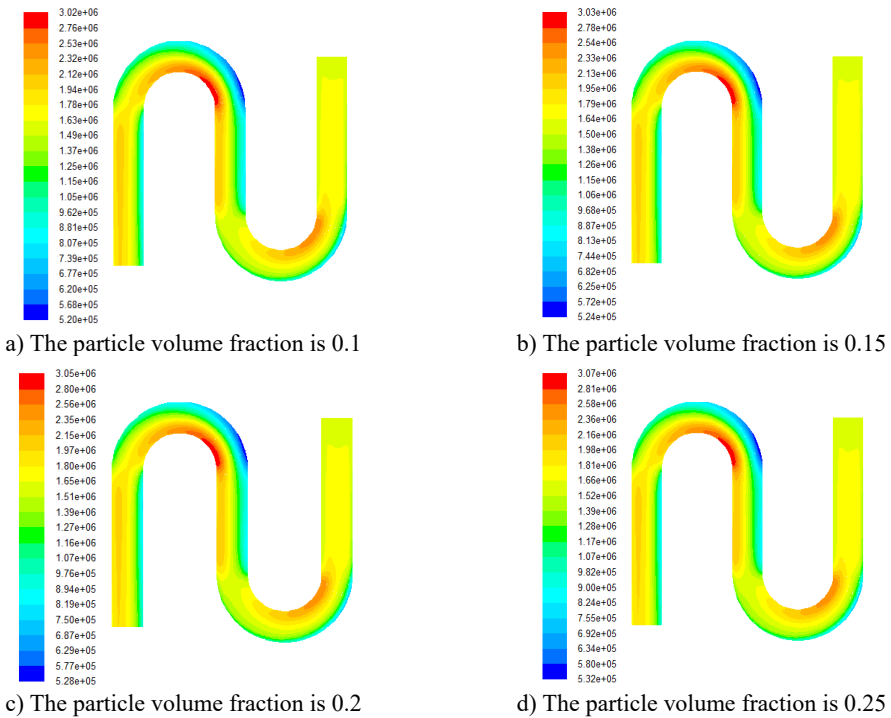 3.02e+06
2.76e+06
2.53e+06
2.32e+06
2.12e+06
1.94e+06
1.78e+06
1.63e+06
1.49e+06
1.37e+06
1.25e+06
1.15e+06
1.05e+06
9.62e+05
8.81e+05
8.07e+05
7.39e+05
6.77e+05
6.20e+05
5.68e+05
5.20e+05
a) The particle volume fraction is 0.1
3.03e+06
2.78e+06
2.54e+06
2.33e+06
2.13e+06
1.95e+06
1.79e+06
1.64e+06
1.50e+06
1.38e+06
1.26e+06
1.15e+06
1.06e+06
9.68e+05
8.87e+05
8.13e+05
7.44e+05
6.82e+05
6.25e+05
5.72e+05
5.24e+05
b) The particle volume fraction is 0.15
3.05e+06
2.80e+06
2.56e+06
2.35e+06
2.15e+06
1.97e+06
1.80e+06
1.65e+06
1.51e+06
1.39e+06
1.27e+06
1.16e+06
1.07e+06
9.76e+05
8.94e+05
8.19e+05
7.50e+05
6.87e+05
6.29e+05
5.77e+05
5.28e+05
c) The particle volume fraction is 0.2
3.07e+06
2.81e+06
2.58e+06
2.36e+06
2.16e+06
1.98e+06
1.81e+06
1.66e+06
1.52e+06
1.39e+06
1.28e+06
1.17e+06
1.07e+06
9.82e+05
9.00e+05
8.24e+05
7.55e+05
6.92e+05
6.34e+05
5.80e+05
5.32e+05
d) The particle volume fraction is 0.25